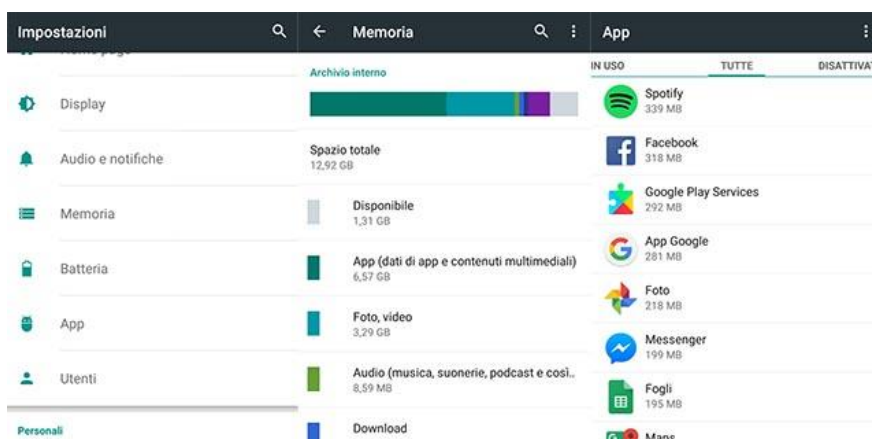 Impostazioni
Display
Audio e notifiche
Memoria
Batteria
App
Utenti
Personali
Memoria
Archivio interno
Spazio totale
12,92 GB
Disponibile
1,31 GB
App (dati di app e contenuti multimediali)
6,57 GB
Foto, video
3,29 GB
Audio (musica, suonerie, podcast e così..
8,59 MB
Download
App
IN USO
TUTTE
DISATTIVAT
Spotify
339 MB
Facebook
318 MB
Google Play Services
292 MB
App Google
281 MB
Foto
218 MB
Messenger
199 MB
Fogli
195 MB
Maps